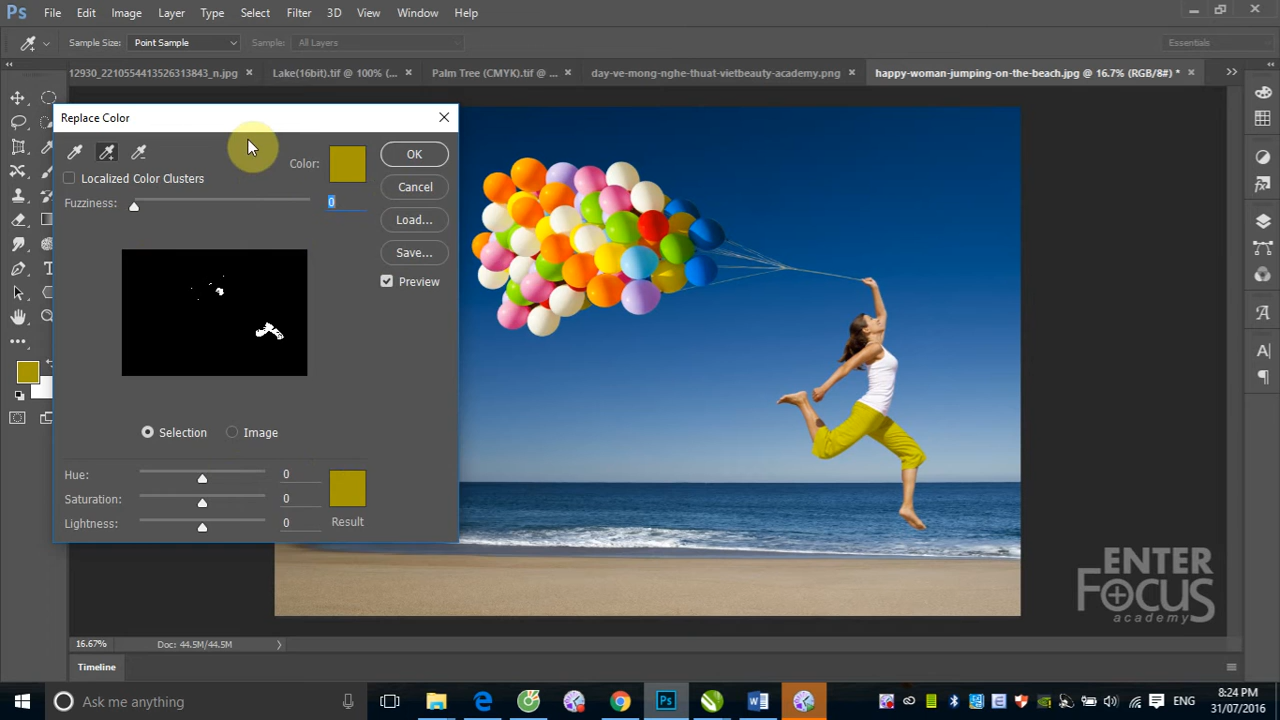 Ps File Edit Image Layer Type Select Filter 3D View Window Help
Sample Size: Point Sample Sample: All Layers Essentials
12930_2210554413526313843_n.jpg × Lake(16bit).tif @ 100% (... × Palm Tree (CMYK).tif @ ... × day-ve-mong-nghe-thuat-vietbeauty-academy.png × happy-woman-jumping-on-the-beach.jpg @ 16.7% (RGB/8#) * ×
Replace Color
Color:
OK
Localized Color Clusters
Cancel
Fuzziness: 0
Load...
Save...
Preview
Selection Image
Hue: 0
Saturation: 0
Lightness: 0
Result
ENTER
FOCUS
academy
16.67% Doc: 44.5M/44.5M
Timeline
Ask me anything
Ps
ENG
8:24 PM
31/07/2016